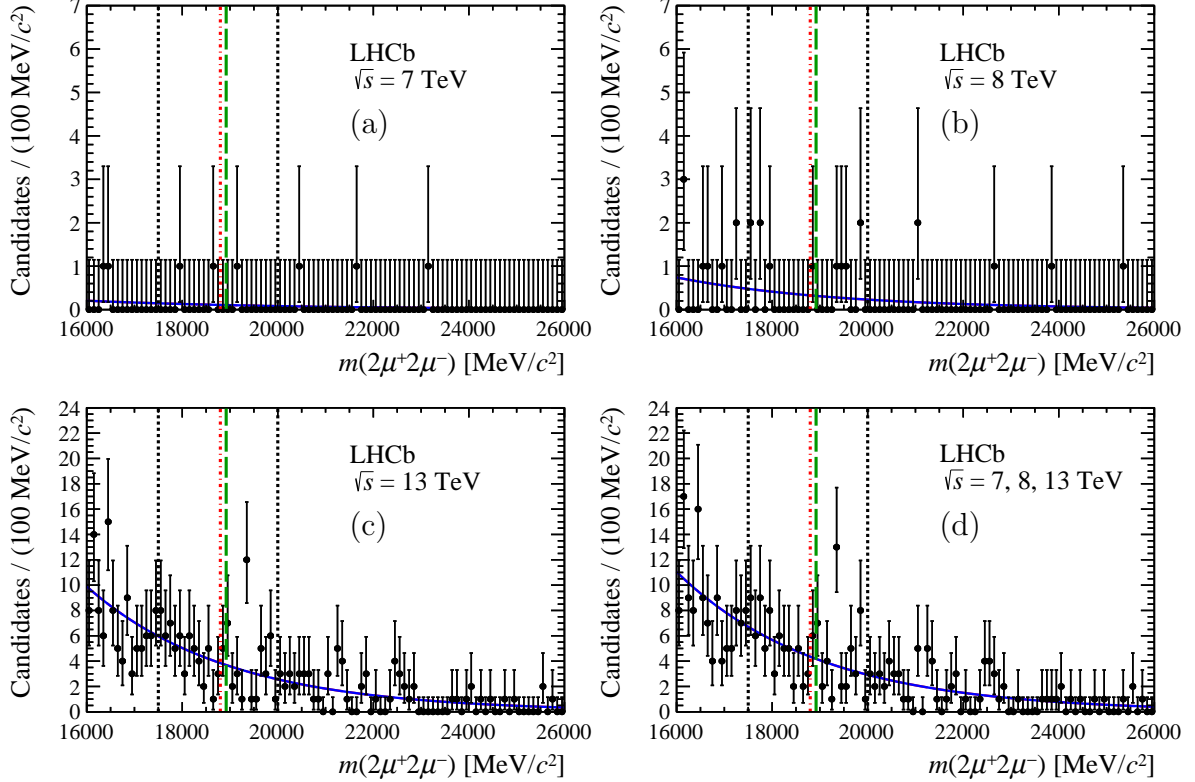 Candidates / (100 MeV/c²)
7
6
5
4
3
2
1
0
LHCb
√s = 7 TeV
(a)
16000 18000 20000 22000 24000 26000
m(2μ⁺2μ⁻) [MeV/c²]
Candidates / (100 MeV/c²)
7
6
5
4
3
2
1
0
LHCb
√s = 8 TeV
(b)
16000 18000 20000 22000 24000 26000
m(2μ⁺2μ⁻) [MeV/c²]
Candidates / (100 MeV/c²)
24
22
20
18
16
14
12
10
8
6
4
2
0
LHCb
√s = 13 TeV
(c)
16000 18000 20000 22000 24000 26000
m(2μ⁺2μ⁻) [MeV/c²]
Candidates / (100 MeV/c²)
24
22
20
18
16
14
12
10
8
6
4
2
0
LHCb
√s = 7, 8, 13 TeV
(d)
16000 18000 20000 22000 24000 26000
m(2μ⁺2μ⁻) [MeV/c²]